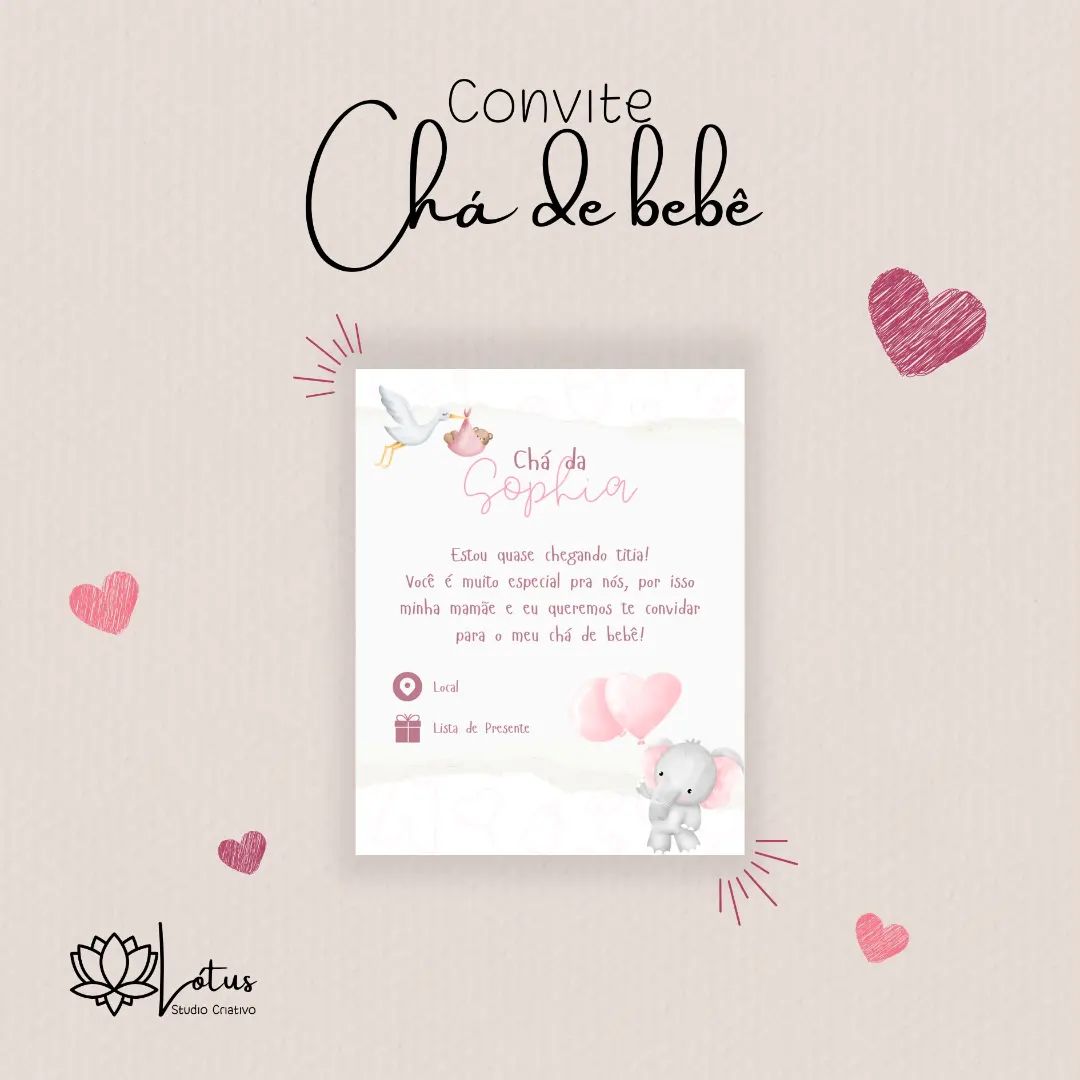 Convite
Chá de bebê
Chá da
Sophia
Estou quase chegando titia!
Você é muito especial pra nós, por isso
minha mamãe e eu queremos te convidar
para o meu chá de bebê!
Local
Lista de Presente
Lótus
Studio Criativo